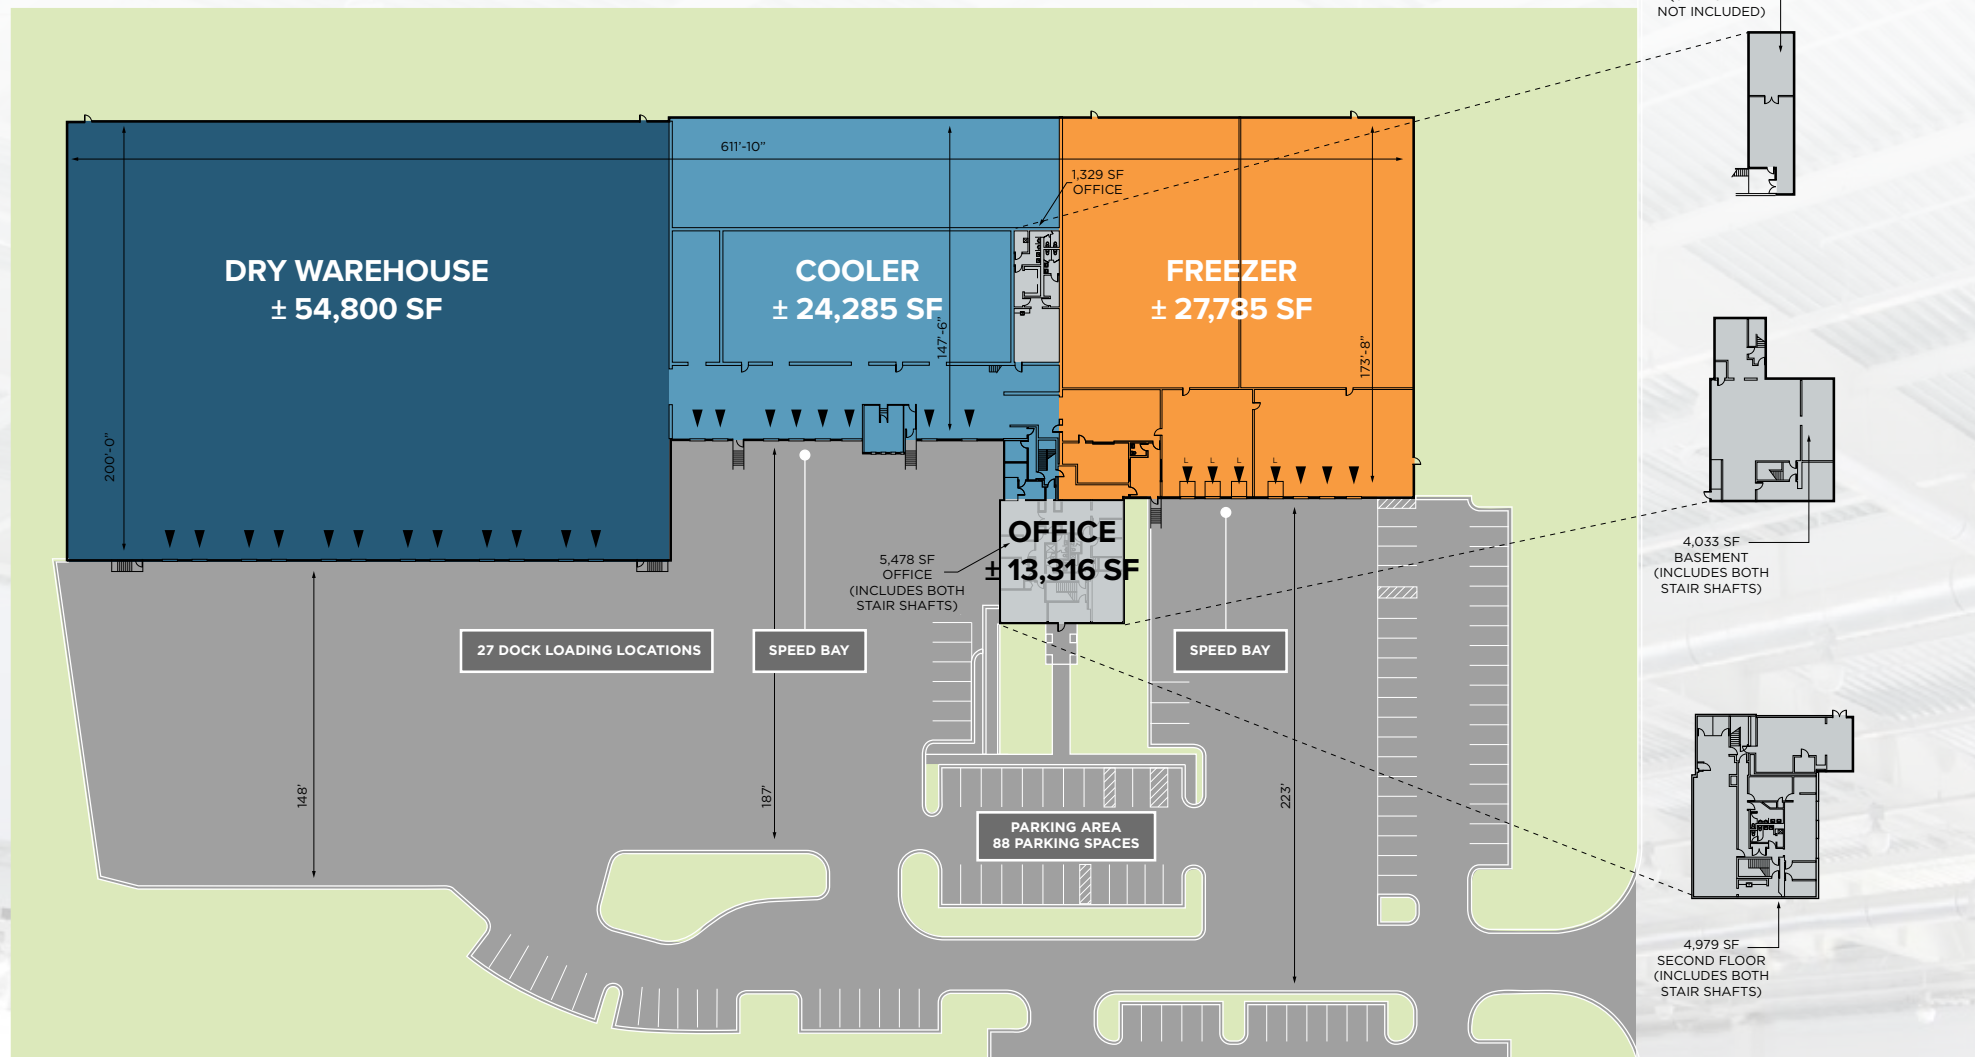 NOT INCLUDED)
611'-10"
1,329 SF
OFFICE
DRY WAREHOUSE
± 54,800 SF
COOLER
± 24,285 SF
FREEZER
± 27,785 SF
147'-6"
173'-8"
200'-0"
L
L
L
L
OFFICE
± 13,316 SF
5,478 SF
OFFICE
(INCLUDES BOTH
STAIR SHAFTS)
4,033 SF
BASEMENT
(INCLUDES BOTH
STAIR SHAFTS)
27 DOCK LOADING LOCATIONS
SPEED BAY
SPEED BAY
148'
187'
223'
PARKING AREA
88 PARKING SPACES
4,979 SF
SECOND FLOOR
(INCLUDES BOTH
STAIR SHAFTS)